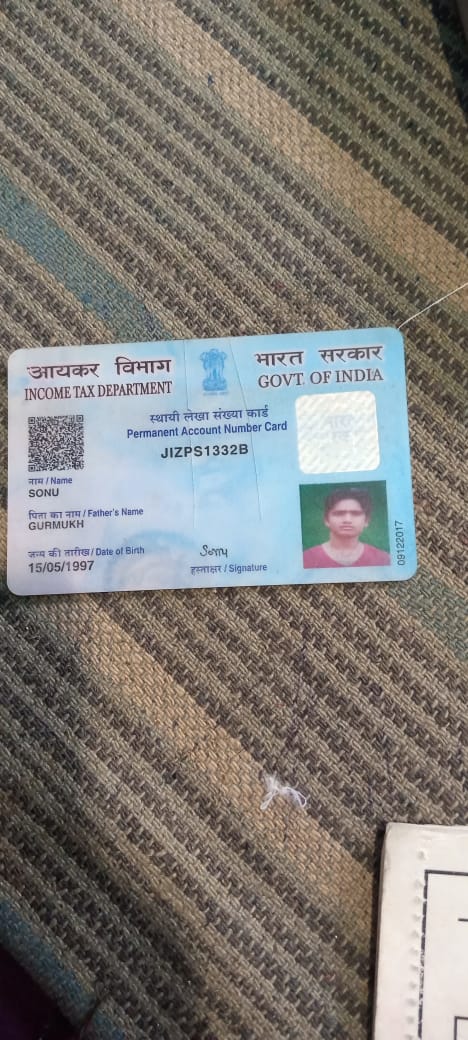 आयकर विभाग
INCOME TAX DEPARTMENT
भारत सरकार
GOVT. OF INDIA
स्थायी लेखा संख्या कार्ड
Permanent Account Number Card
JIZPS1332B
नाम / Name
SONU
पिता का नाम / Father's Name
GURMUKH
जन्म की तारीख / Date of Birth
15/05/1997
Sonu
हस्ताक्षर / Signature
09122017